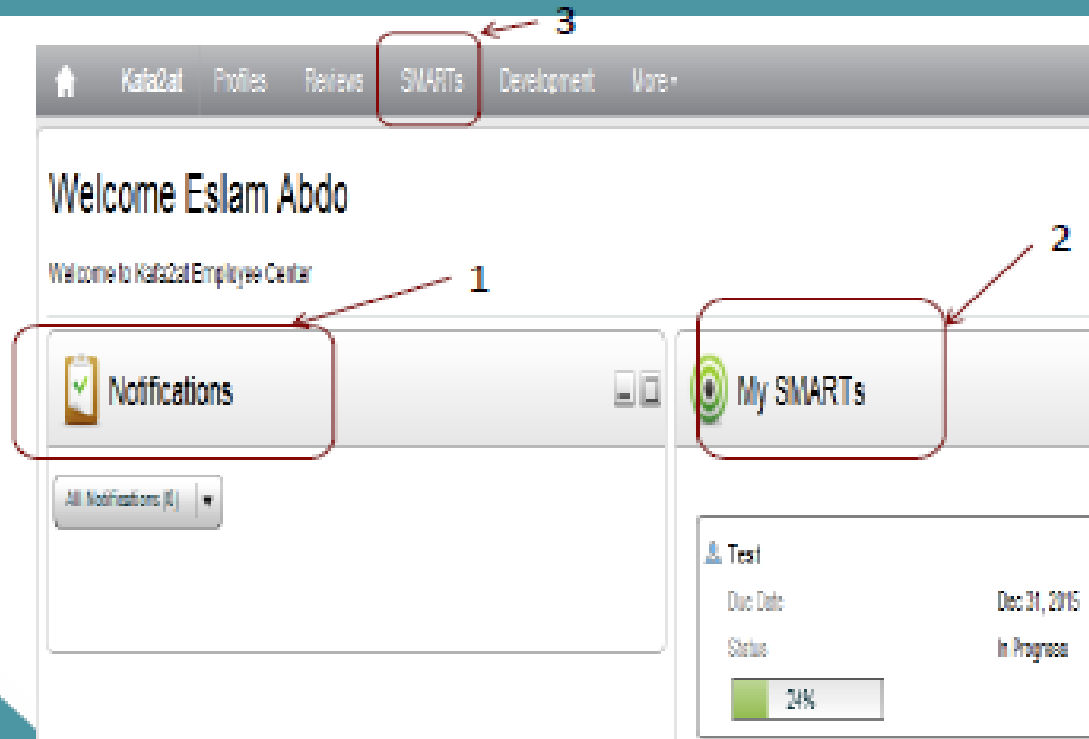 3
Kafa2at Profiles Reviews SMARTs Development More
Welcome Eslam Abdo
Welcome to Kafa2at Employee Center
1
2
Notifications
My SMARTs
All Notifications (0)
Test
Due Date Dec 31, 2015
Status In Progress
24%